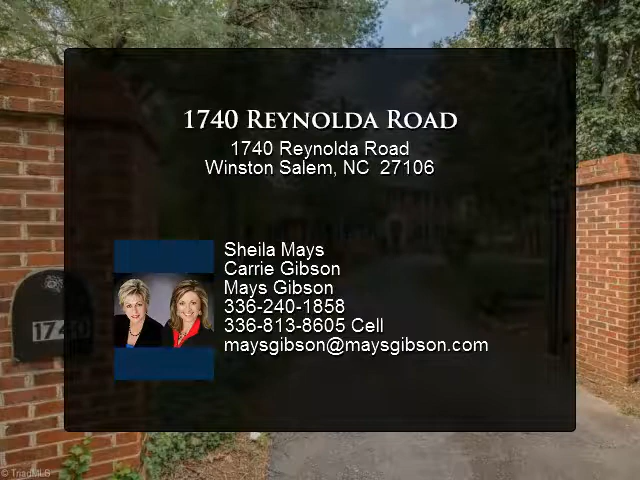 1740 REYNOLDA ROAD
1740 Reynolda Road
Winston Salem, NC 27106
Sheila Mays
Carrie Gibson
Mays Gibson
336-240-1858
336-813-8605 Cell
maysgibson@maysgibson.com
1740
© TriadMLS